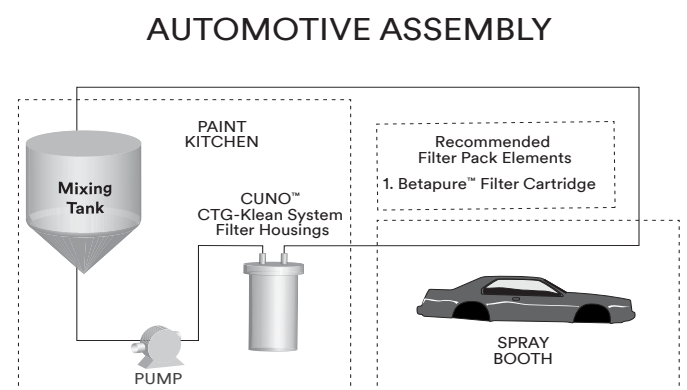 AUTOMOTIVE ASSEMBLY
PAINT
KITCHEN
Recommended
Filter Pack Elements
1. Betapure™ Filter Cartridge
Mixing
Tank
CUNO™
CTG-Klean System
Filter Housings
SPRAY
BOOTH
PUMP